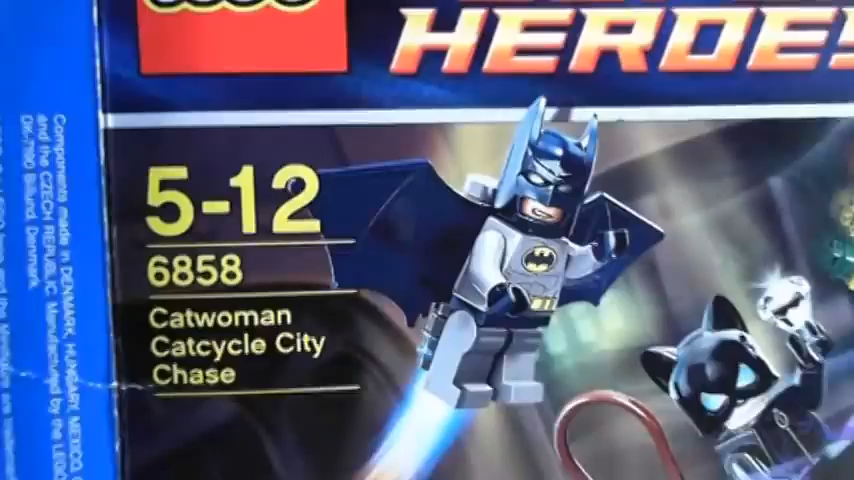 HEROES
5-12
6858
Catwoman
Catcycle City
Chase
Components made in DENMARK, HUNGARY, MEXICO,
and the CZECH REPUBLIC. Manufactured by the LEGO
DK-7190 Billund, Denmark.